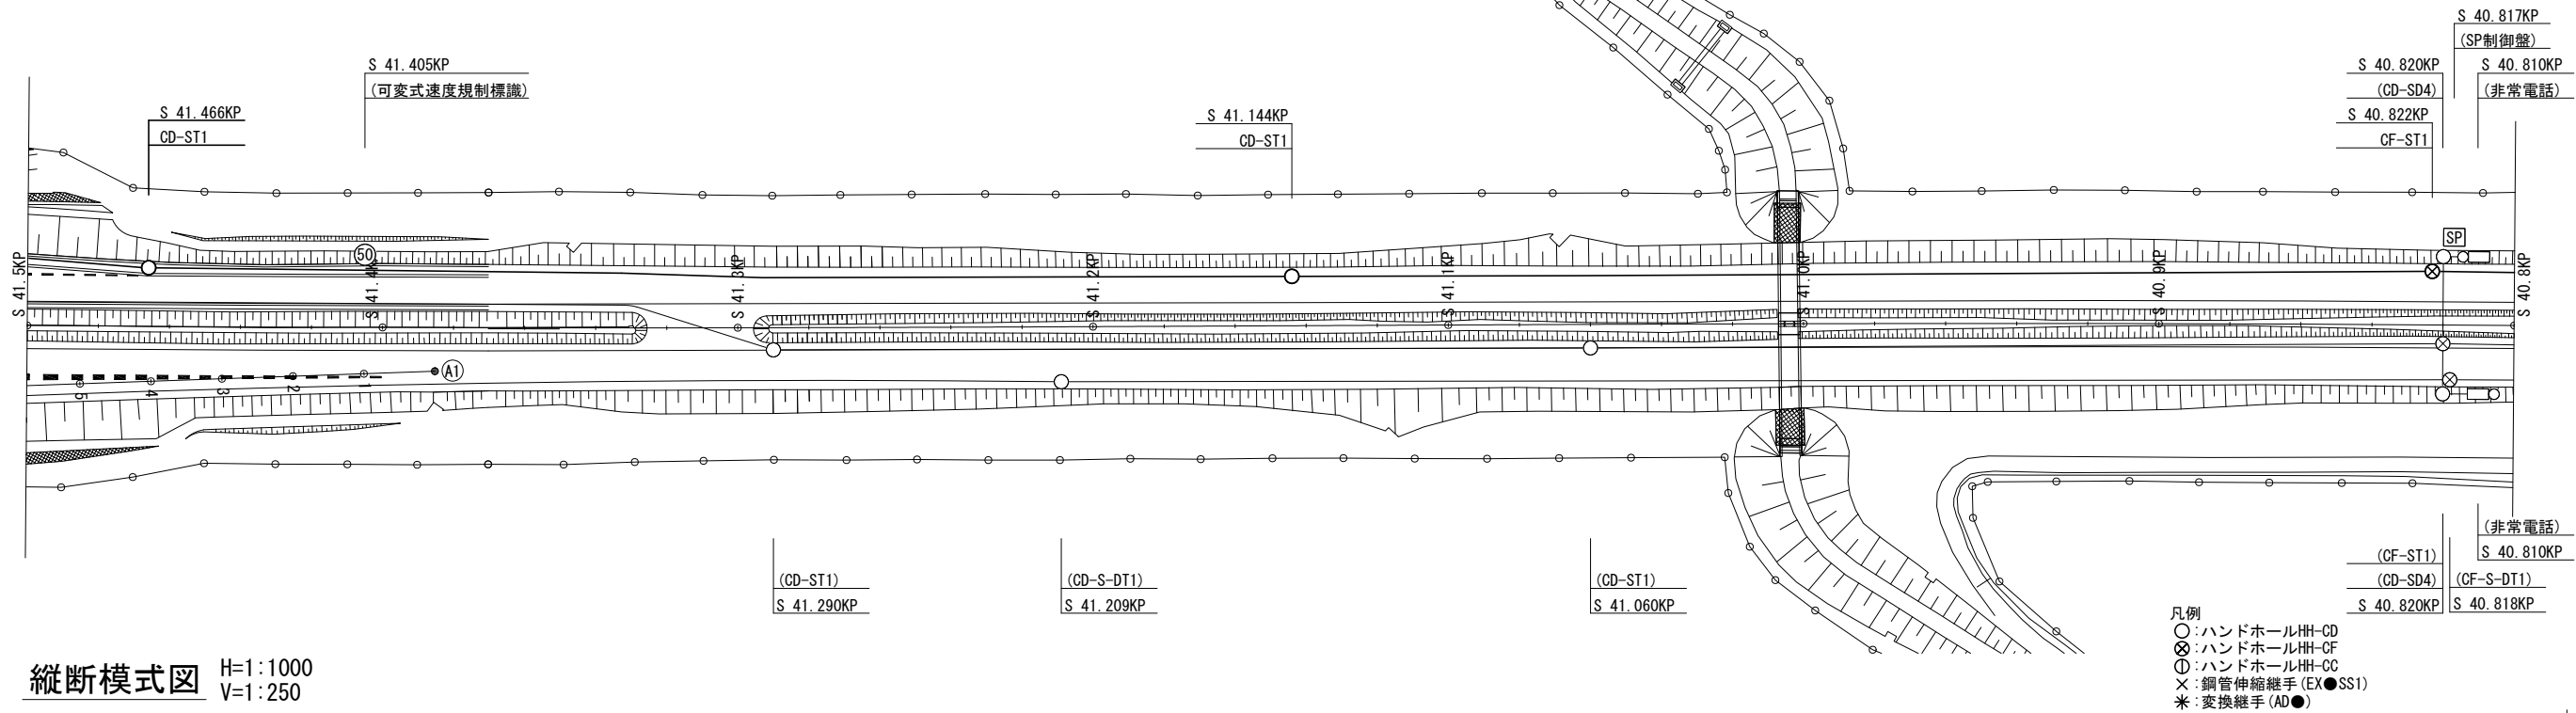 S 40.817KP
(SP制御盤)
S 41.405KP
(可変式速度規制標識)
S 40.820KP
(CD-SD4)
S 40.810KP
(非常電話)
S 41.466KP
CD-ST1
S 41.144KP
CD-ST1
S 40.822KP
CF-ST1
SP
50
S 41.5KP
S 41.4KP
S 41.3KP
S 41.2KP
S 41.1KP
S 41.0KP
S 40.9KP
S 40.8KP
A1
5
4
3
2
1
(CD-ST1)
S 41.290KP
(CD-S-DT1)
S 41.209KP
(CD-ST1)
S 41.060KP
(非常電話)
S 40.810KP
(CF-ST1)
(CD-SD4)
S 40.820KP
(CF-S-DT1)
S 40.818KP
凡例
○:ハンドホールHH-CD
⊗:ハンドホールHH-CF
⦶:ハンドホールHH-CC
×:鋼管伸縮継手(EX●SS1)
✳:変換継手(AD●)
縦断模式図
H=1:1000
V=1:250